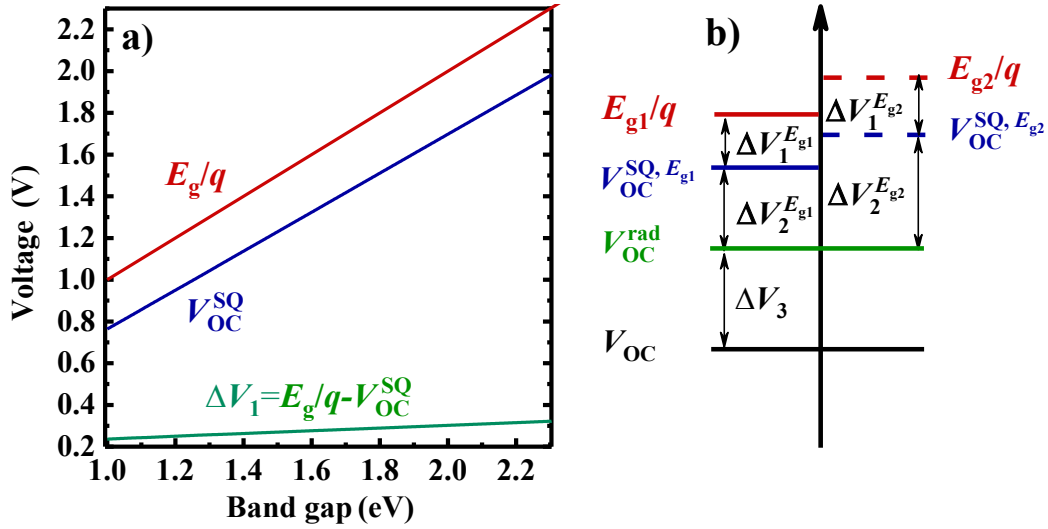 a)
2.2
2.0
1.8
1.6
1.4
1.2
1.0
0.8
0.6
0.4
0.2
Voltage (V)
E_g/q
V_OC^SQ
ΔV_1=E_g/q-V_OC^SQ
1.0 1.2 1.4 1.6 1.8 2.0 2.2
Band gap (eV)
b)
E_g1/q
V_OC^SQ, E_g1
V_OC^rad
V_OC
ΔV_1^E_g1
ΔV_2^E_g1
ΔV_3
E_g2/q
V_OC^SQ, E_g2
ΔV_1^E_g2
ΔV_2^E_g2